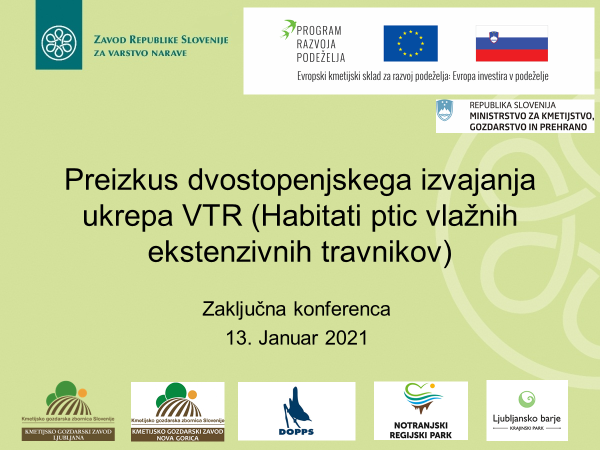 ZAVOD REPUBLIKE SLOVENIJE
ZA VARSTVO NARAVE
PROGRAM
RAZVOJA
PODEŽELJA
Evropski kmetijski sklad za razvoj podeželja: Evropa investira v podeželje
REPUBLIKA SLOVENIJA
MINISTRSTVO ZA KMETIJSTVO,
GOZDARSTVO IN PREHRANO
Preizkus dvostopenjskega izvajanja
ukrepa VTR (Habitati ptic vlažnih
ekstenzivnih travnikov)
Zaključna konferenca
13. Januar 2021
Kmetijsko gozdarska zbornica Slovenije
KMETIJSKO GOZDARSKI ZAVOD
LJUBLJANA
Kmetijsko gozdarska zbornica Slovenije
KMETIJSKO GOZDARSKI ZAVOD
NOVA GORICA
DOPPS
NOTRANJSKI
REGIJSKI PARK
Ljubljansko barje
KRAJINSKI PARK